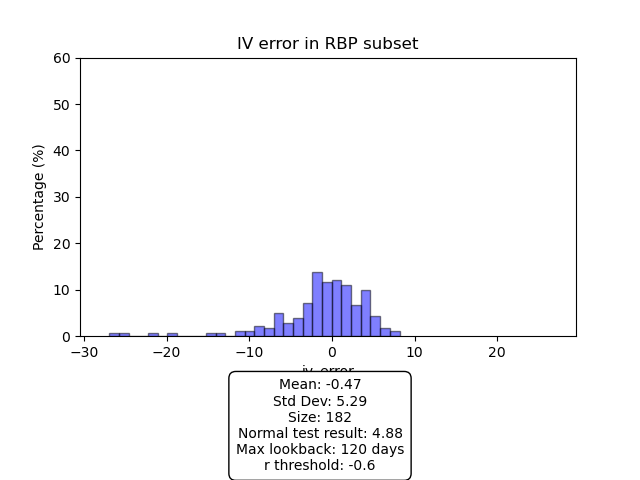 IV error in RBP subset
60
50
40
30
20
10
0
Percentage (%)
−30
−20
−10
0
10
20
iv_error
Mean: -0.47
Std Dev: 5.29
Size: 182
Normal test result: 4.88
Max lookback: 120 days
r threshold: -0.6